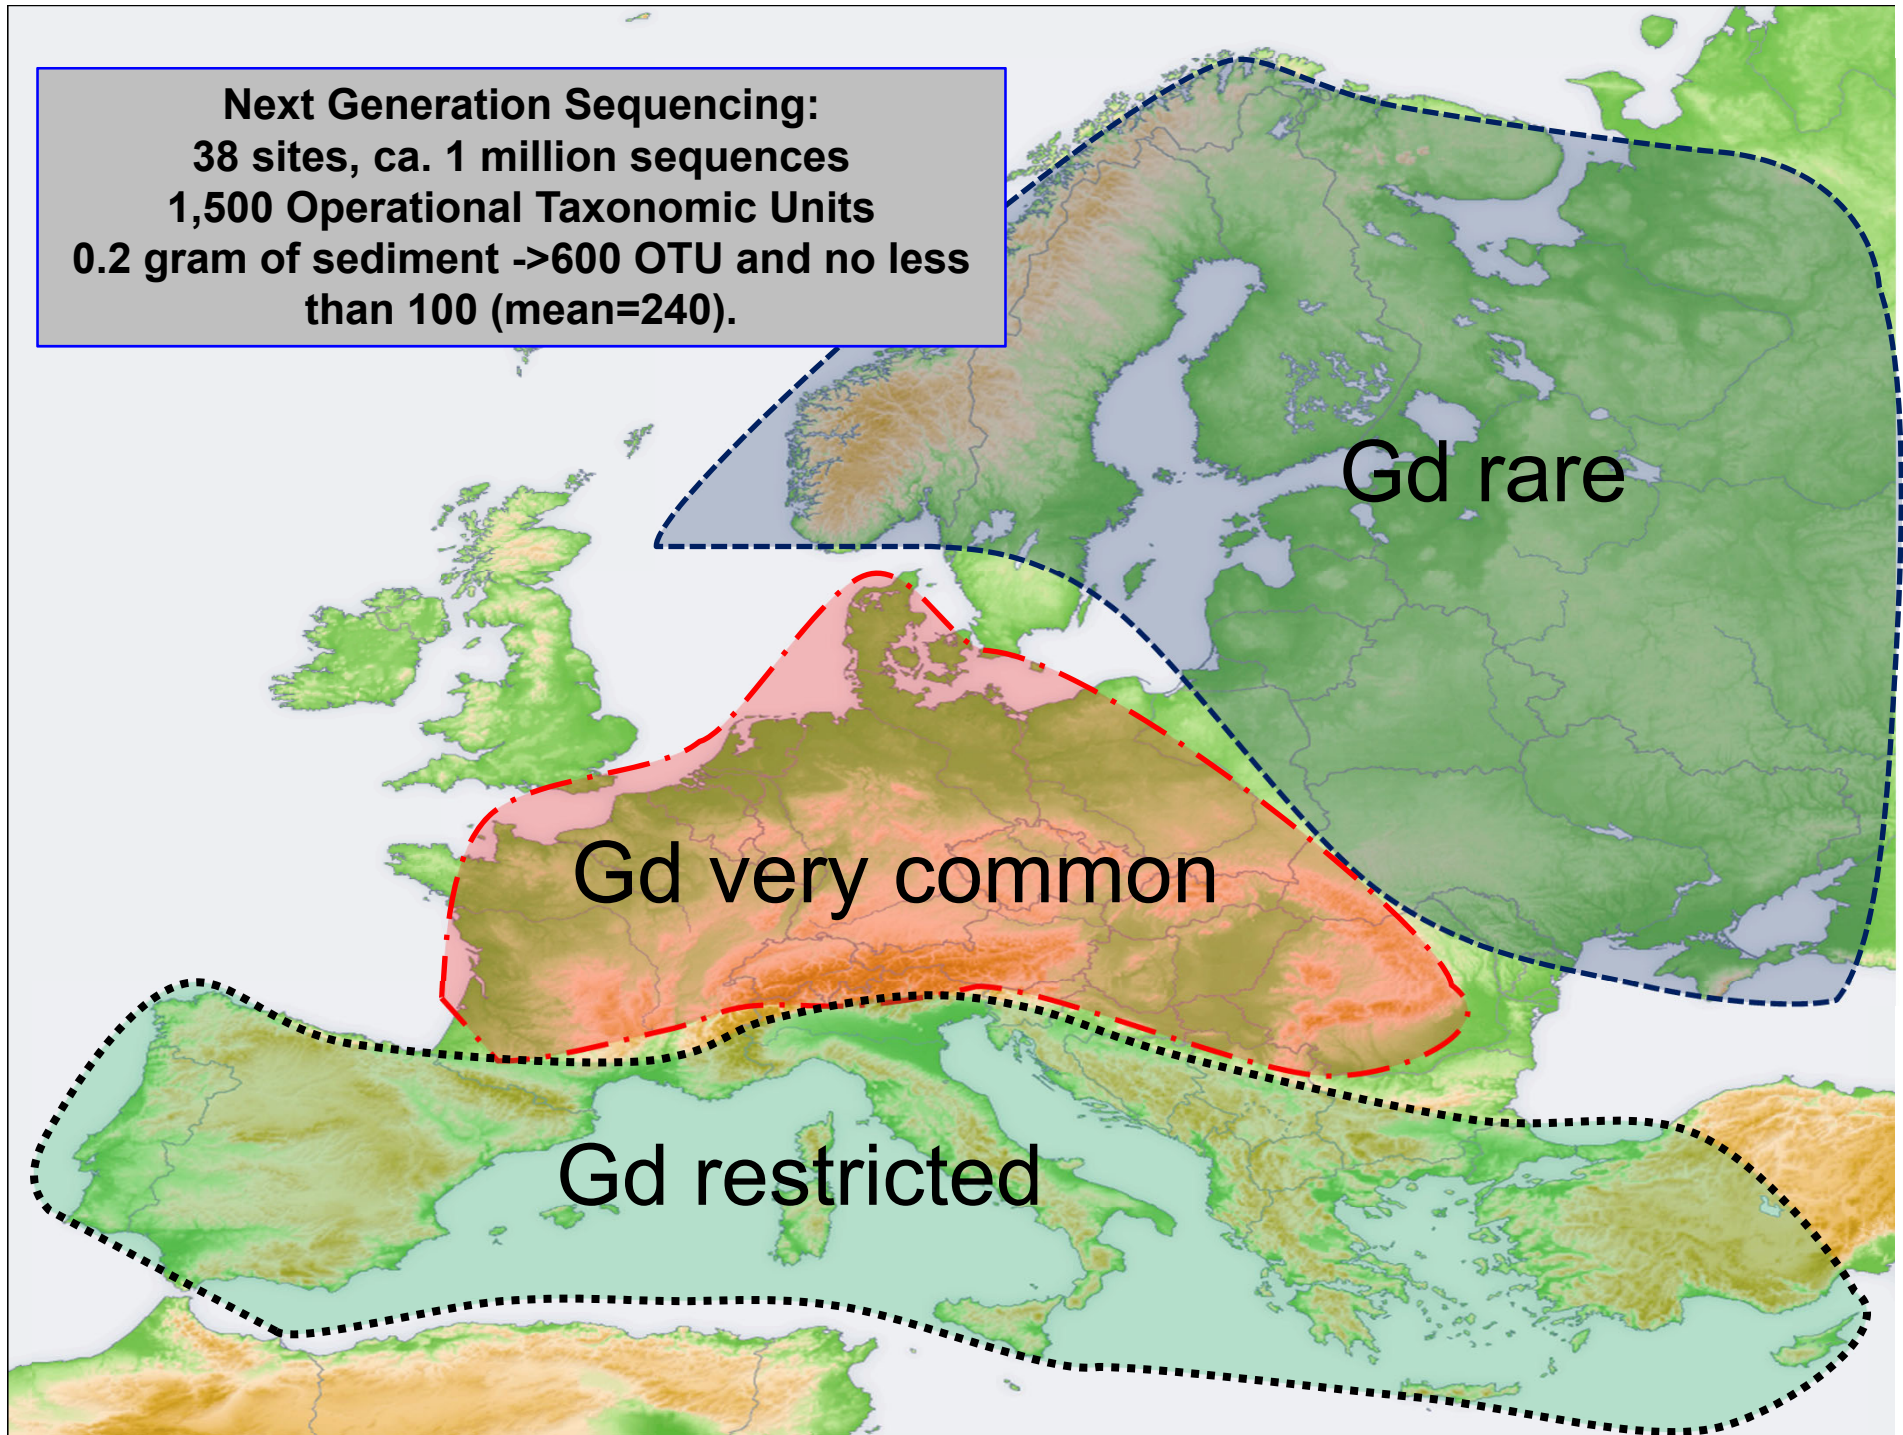 Next Generation Sequencing:
38 sites, ca. 1 million sequences
1,500 Operational Taxonomic Units
0.2 gram of sediment ->600 OTU and no less
than 100 (mean=240).
Gd rare
Gd very common
Gd restricted